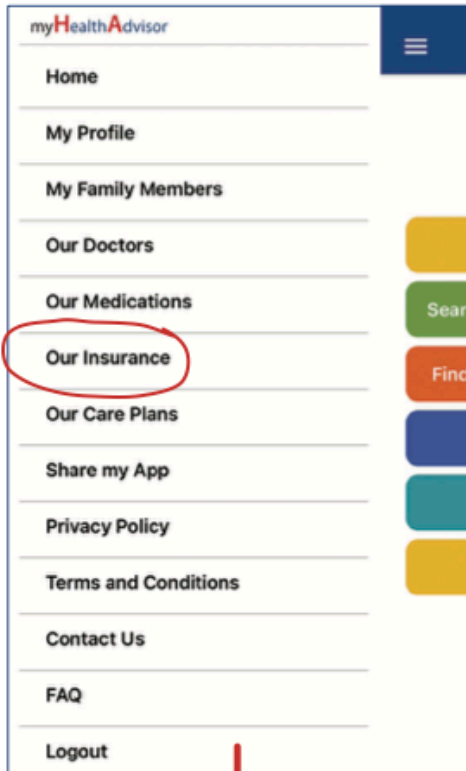 myHealthAdvisor
Home
My Profile
My Family Members
Our Doctors
Our Medications
Our Insurance
Our Care Plans
Share my App
Privacy Policy
Terms and Conditions
Contact Us
FAQ
Logout